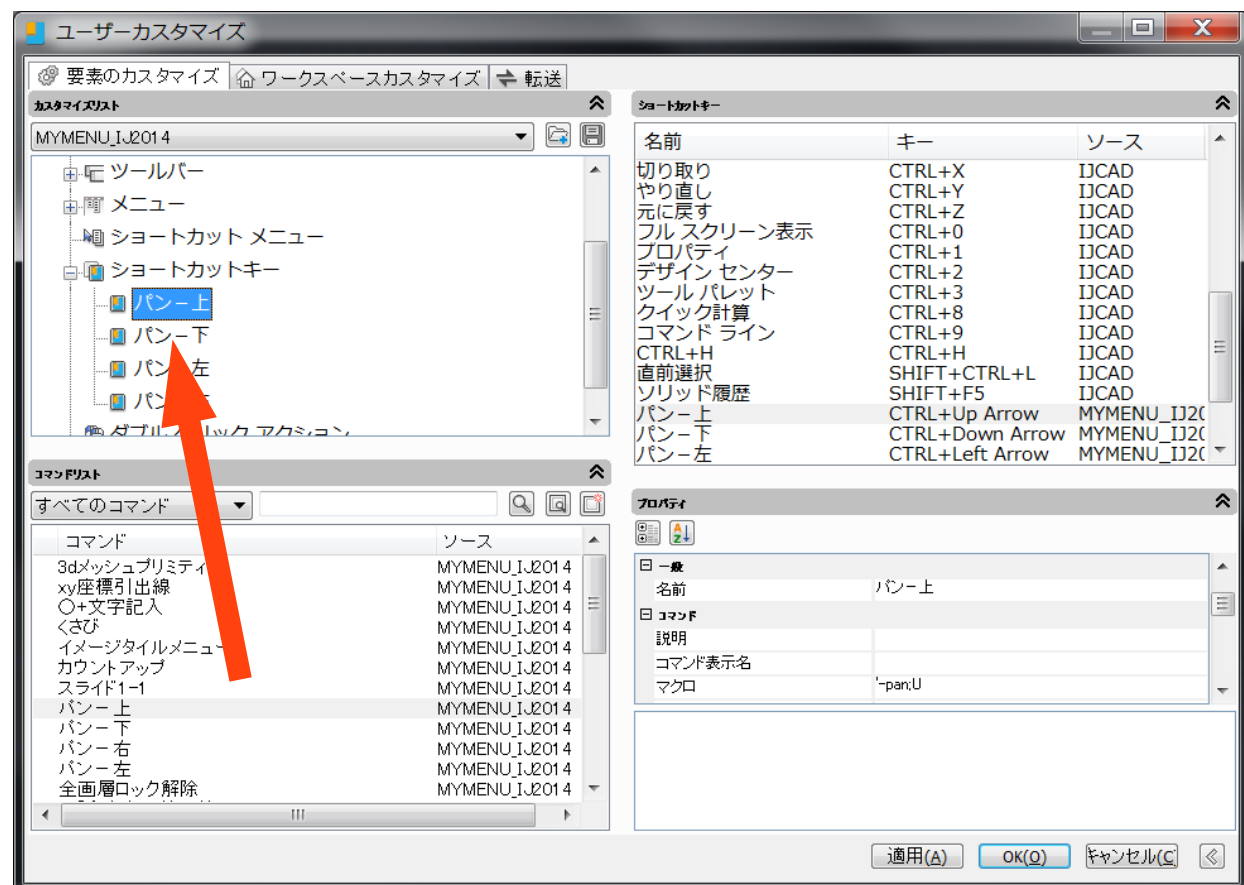 ユーザーカスタマイズ
要素のカスタマイズ ワークスペースカスタマイズ 転送
カスタマイズリスト
MYMENU_IJ2014
ツールバー
メニュー
ショートカット メニュー
ショートカットキー
パン－上
パン－下
パン 左
パン
ダブル リック アクション
コマンドリスト
すべてのコマンド
コマンド ソース
3dメッシュプリミティ MYMENU_IJ2014
xy座標引出線 MYMENU_IJ2014
〇+文字記入 MYMENU_IJ2014
くさび MYMENU_IJ2014
イメージタイルメニュー MYMENU_IJ2014
カウントアップ MYMENU_IJ2014
スライド1-1 MYMENU_IJ2014
パン－上 MYMENU_IJ2014
パン－下 MYMENU_IJ2014
パン－右 MYMENU_IJ2014
パン－左 MYMENU_IJ2014
全画層ロック解除 MYMENU_IJ2014
ショートカットキー
名前 キー ソース
切り取り CTRL+X IJCAD
やり直し CTRL+Y IJCAD
元に戻す CTRL+Z IJCAD
フル スクリーン表示 CTRL+0 IJCAD
プロパティ CTRL+1 IJCAD
デザイン センター CTRL+2 IJCAD
ツール パレット CTRL+3 IJCAD
クイック計算 CTRL+8 IJCAD
コマンド ライン CTRL+9 IJCAD
CTRL+H CTRL+H IJCAD
直前選択 SHIFT+CTRL+L IJCAD
ソリッド履歴 SHIFT+F5 IJCAD
パン－上 CTRL+Up Arrow MYMENU_IJ20
パン－下 CTRL+Down Arrow MYMENU_IJ20
パン－左 CTRL+Left Arrow MYMENU_IJ20
プロパティ
一般
名前 パン－上
コマンド
説明
コマンド表示名
マクロ '-pan;U
適用(A) OK(O) キャンセル(C